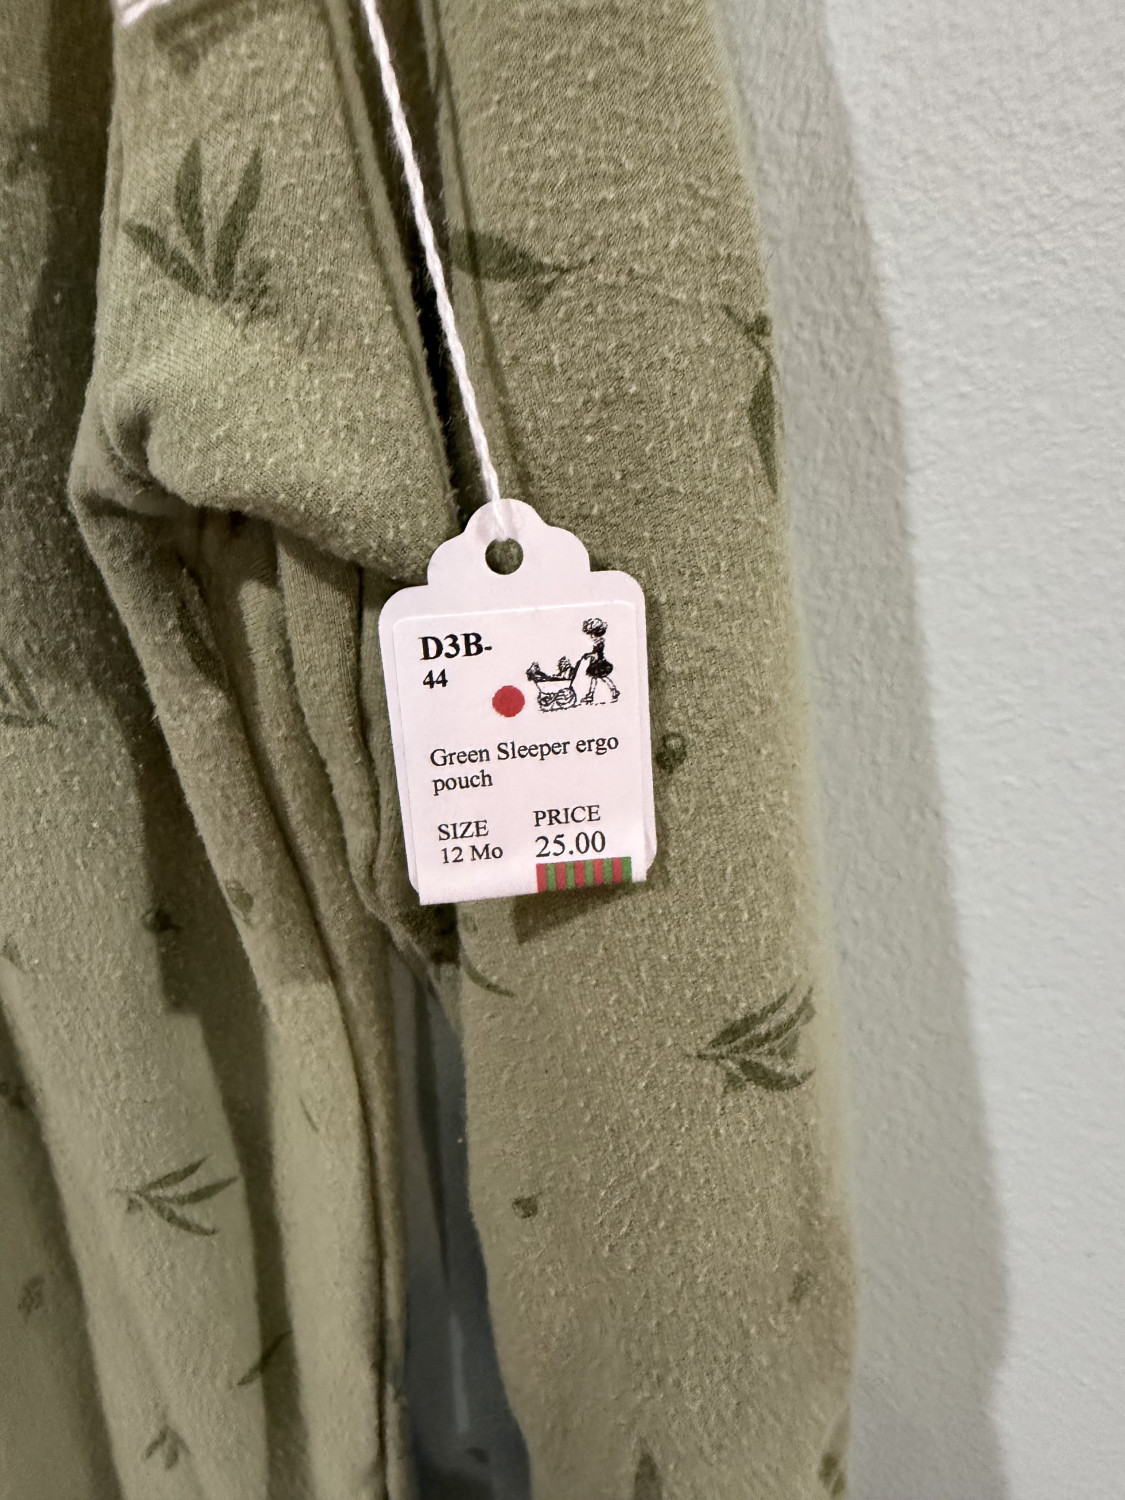 D3B-
44
Green Sleeper ergo
pouch
SIZE PRICE
12 Mo 25.00